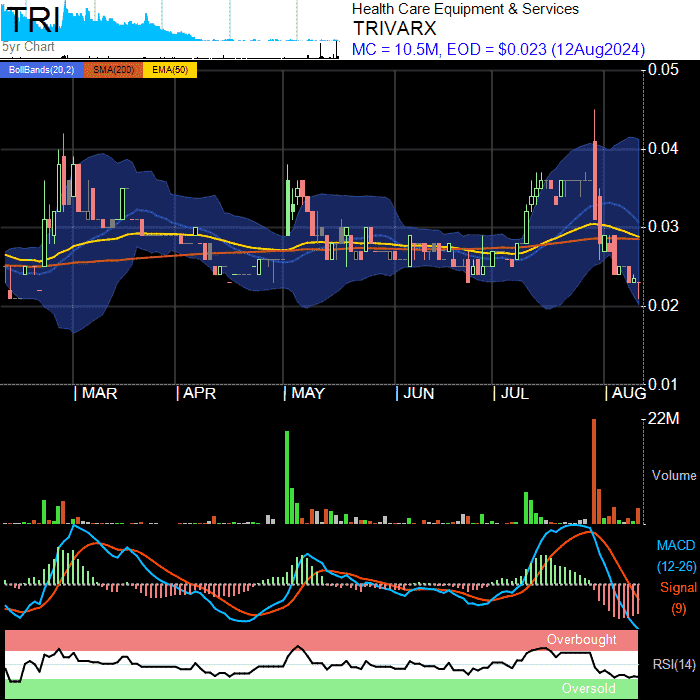 TRI
5yr Chart
Health Care Equipment & Services
TRIVARX
MC = 10.5M, EOD = $0.023 (12Aug2024)
BollBands(20,2) SMA(200) EMA(50)
0.05
0.04
0.03
0.02
0.01
| MAR | APR | MAY | JUN | JUL | AUG
22M
Volume
MACD
(12-26)
Signal
(9)
Overbought
RSI(14)
Oversold